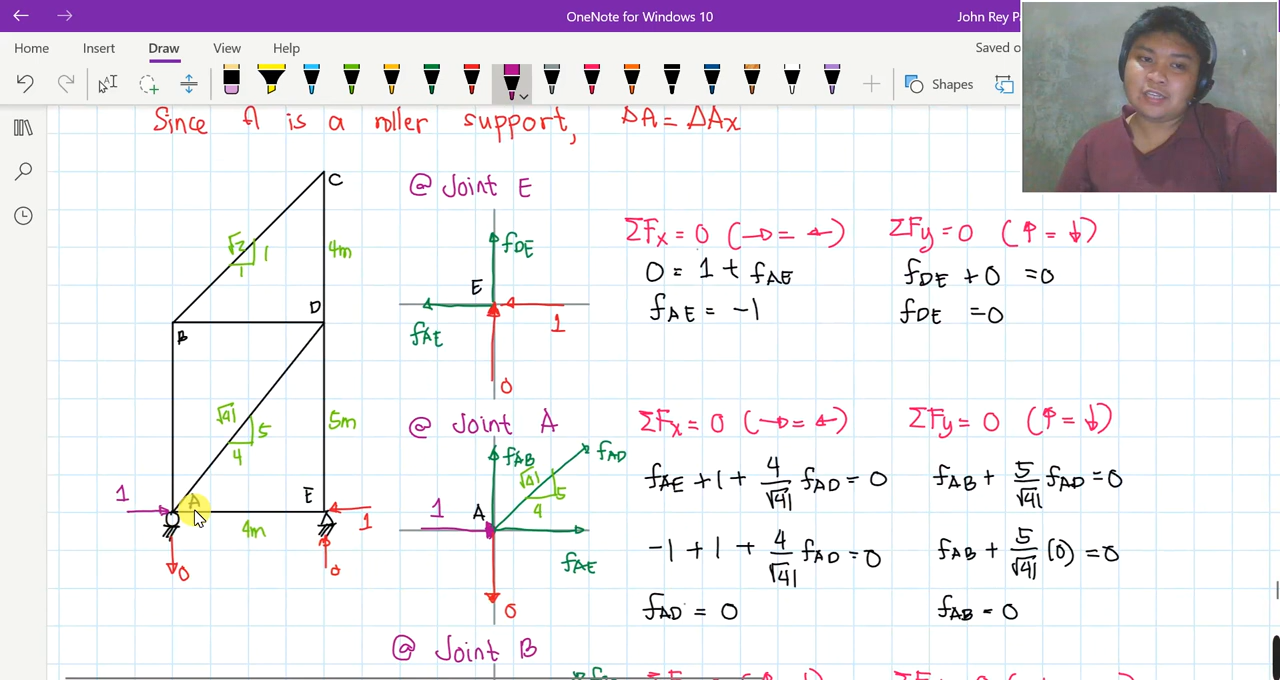 OneNote for Windows 10
John Rey P
Home Insert Draw View Help
Saved o
Shapes
Since A is a roller support, ΔA = ΔAx
C
√2
1
1
4m
D
B
√41
5
4
5m
1
A
E
1
4m
0
0
@ Joint E
fDE
E
fAE
1
0
ΣFx = 0 (→ = ←)
0 = 1 + fAE
fAE = -1
ΣFy = 0 (↑ = ↓)
fDE + 0 = 0
fDE = 0
@ Joint A
fAB
fAD
√41
5
4
1
A
fAE
0
ΣFx = 0 (→ = ←)
fAE + 1 + 4/√41 fAD = 0
-1 + 1 + 4/√41 fAD = 0
fAD = 0
ΣFy = 0 (↑ = ↓)
fAB + 5/√41 fAD = 0
fAB + 5/√41 (0) = 0
fAB = 0
@ Joint B